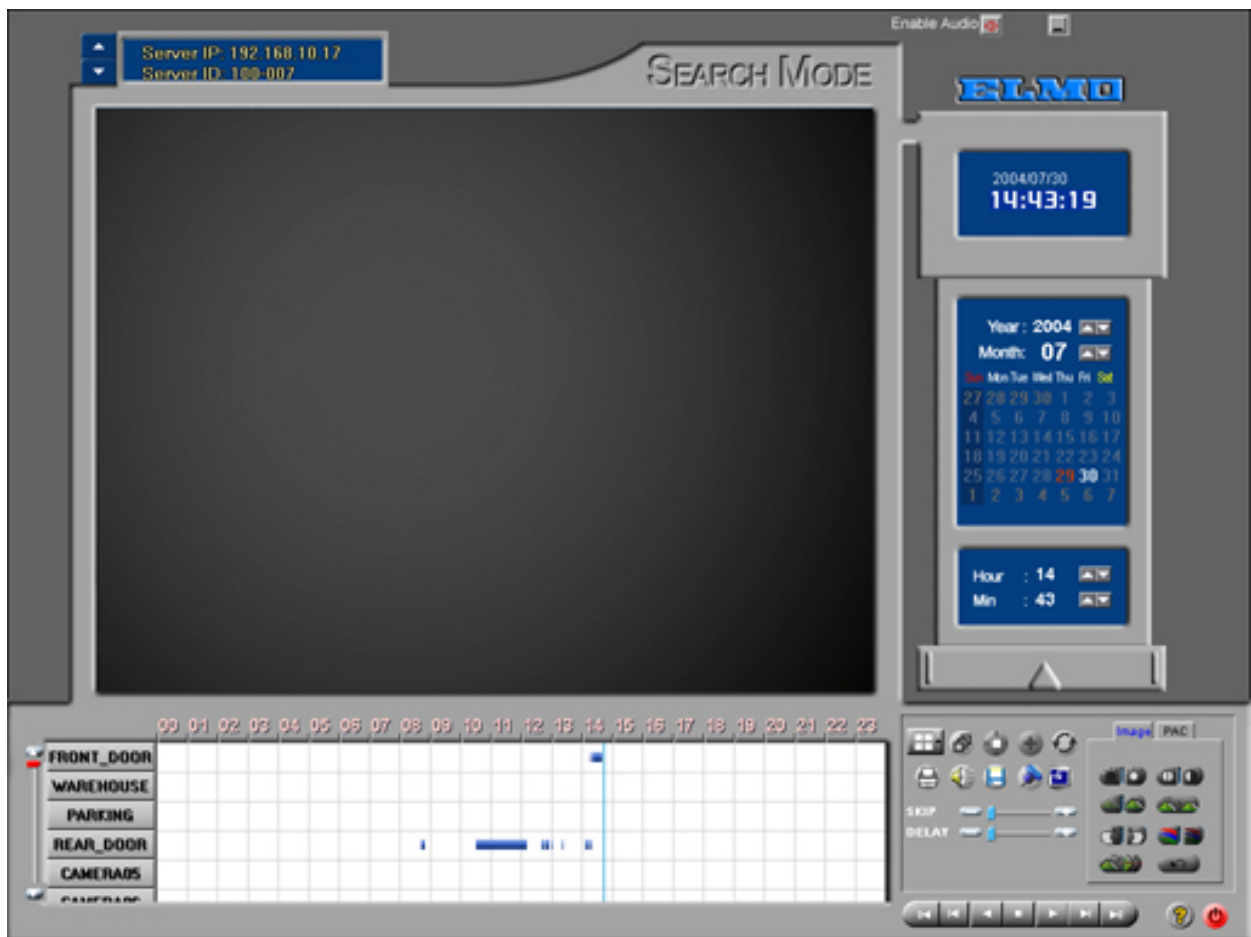 Enable Audio
Server IP: 192.168.10.17
Server ID: 100-007
SEARCH MODE
ELMO
2004/07/30
14:43:19
Year : 2004
Month: 07
Sun Mon Tue Wed Thu Fri Sat
27 28 29 30 1 2 3
4 5 6 7 8 9 10
11 12 13 14 15 16 17
18 19 20 21 22 23 24
25 26 27 28 29 30 31
1 2 3 4 5 6 7
Hour : 14
Min : 43
00 01 02 03 04 05 06 07 08 09 10 11 12 13 14 15 16 17 18 19 20 21 22 23
FRONT_DOOR
WAREHOUSE
PARKING
REAR_DOOR
CAMERA05
Image PAC
SKIP
DELAY